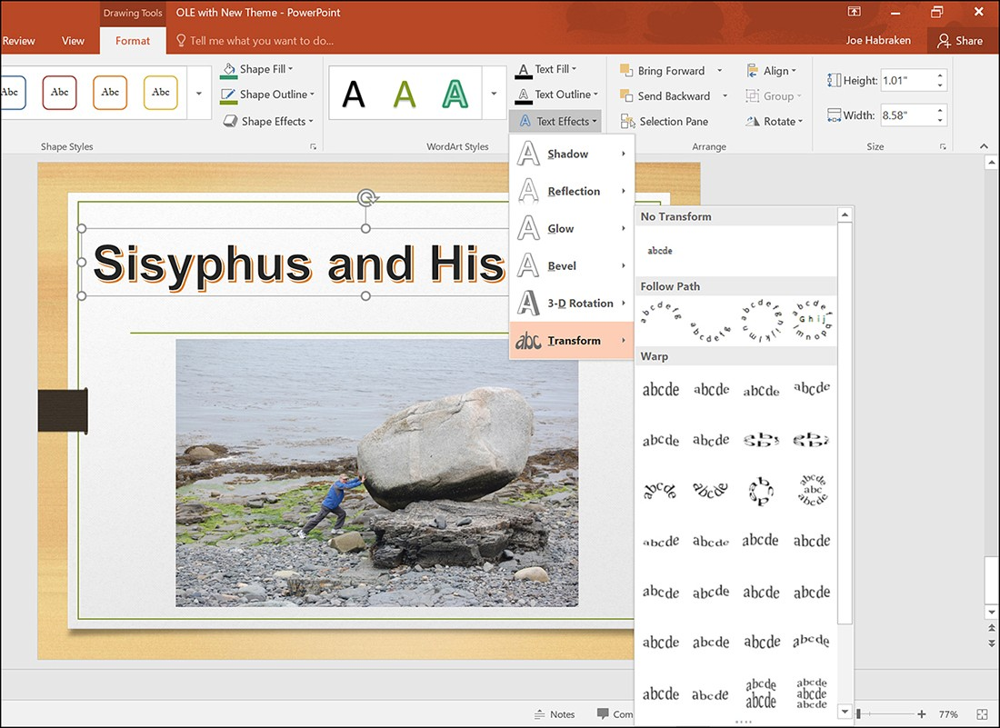 Drawing Tools OLE with New Theme - PowerPoint
Review View Format Tell me what you want to do... Joe Habraken Share
Abc Abc Abc Abc
Shape Fill
Shape Outline
Shape Effects
Shape Styles
A A A
Text Fill
Text Outline
Text Effects
WordArt Styles
Bring Forward
Send Backward
Selection Pane
Align
Group
Rotate
Arrange
Height: 1.01"
Width: 8.58"
Size
Sisyphus and His
Shadow
Reflection
Glow
Bevel
3-D Rotation
abc Transform
No Transform
abcde
Follow Path
abcdefg abcdefg
Ghij
Warp
abcde abcde abcde abcde
abcde abcde
abcde abcde
abcde
abc
abcde
abcde abcde abcde abcde
abcde abcde abcde abcde
abcde abcde abcde abcde
abcde abcde abcde abcde
abcde abcde
abcde
Notes Com 77%